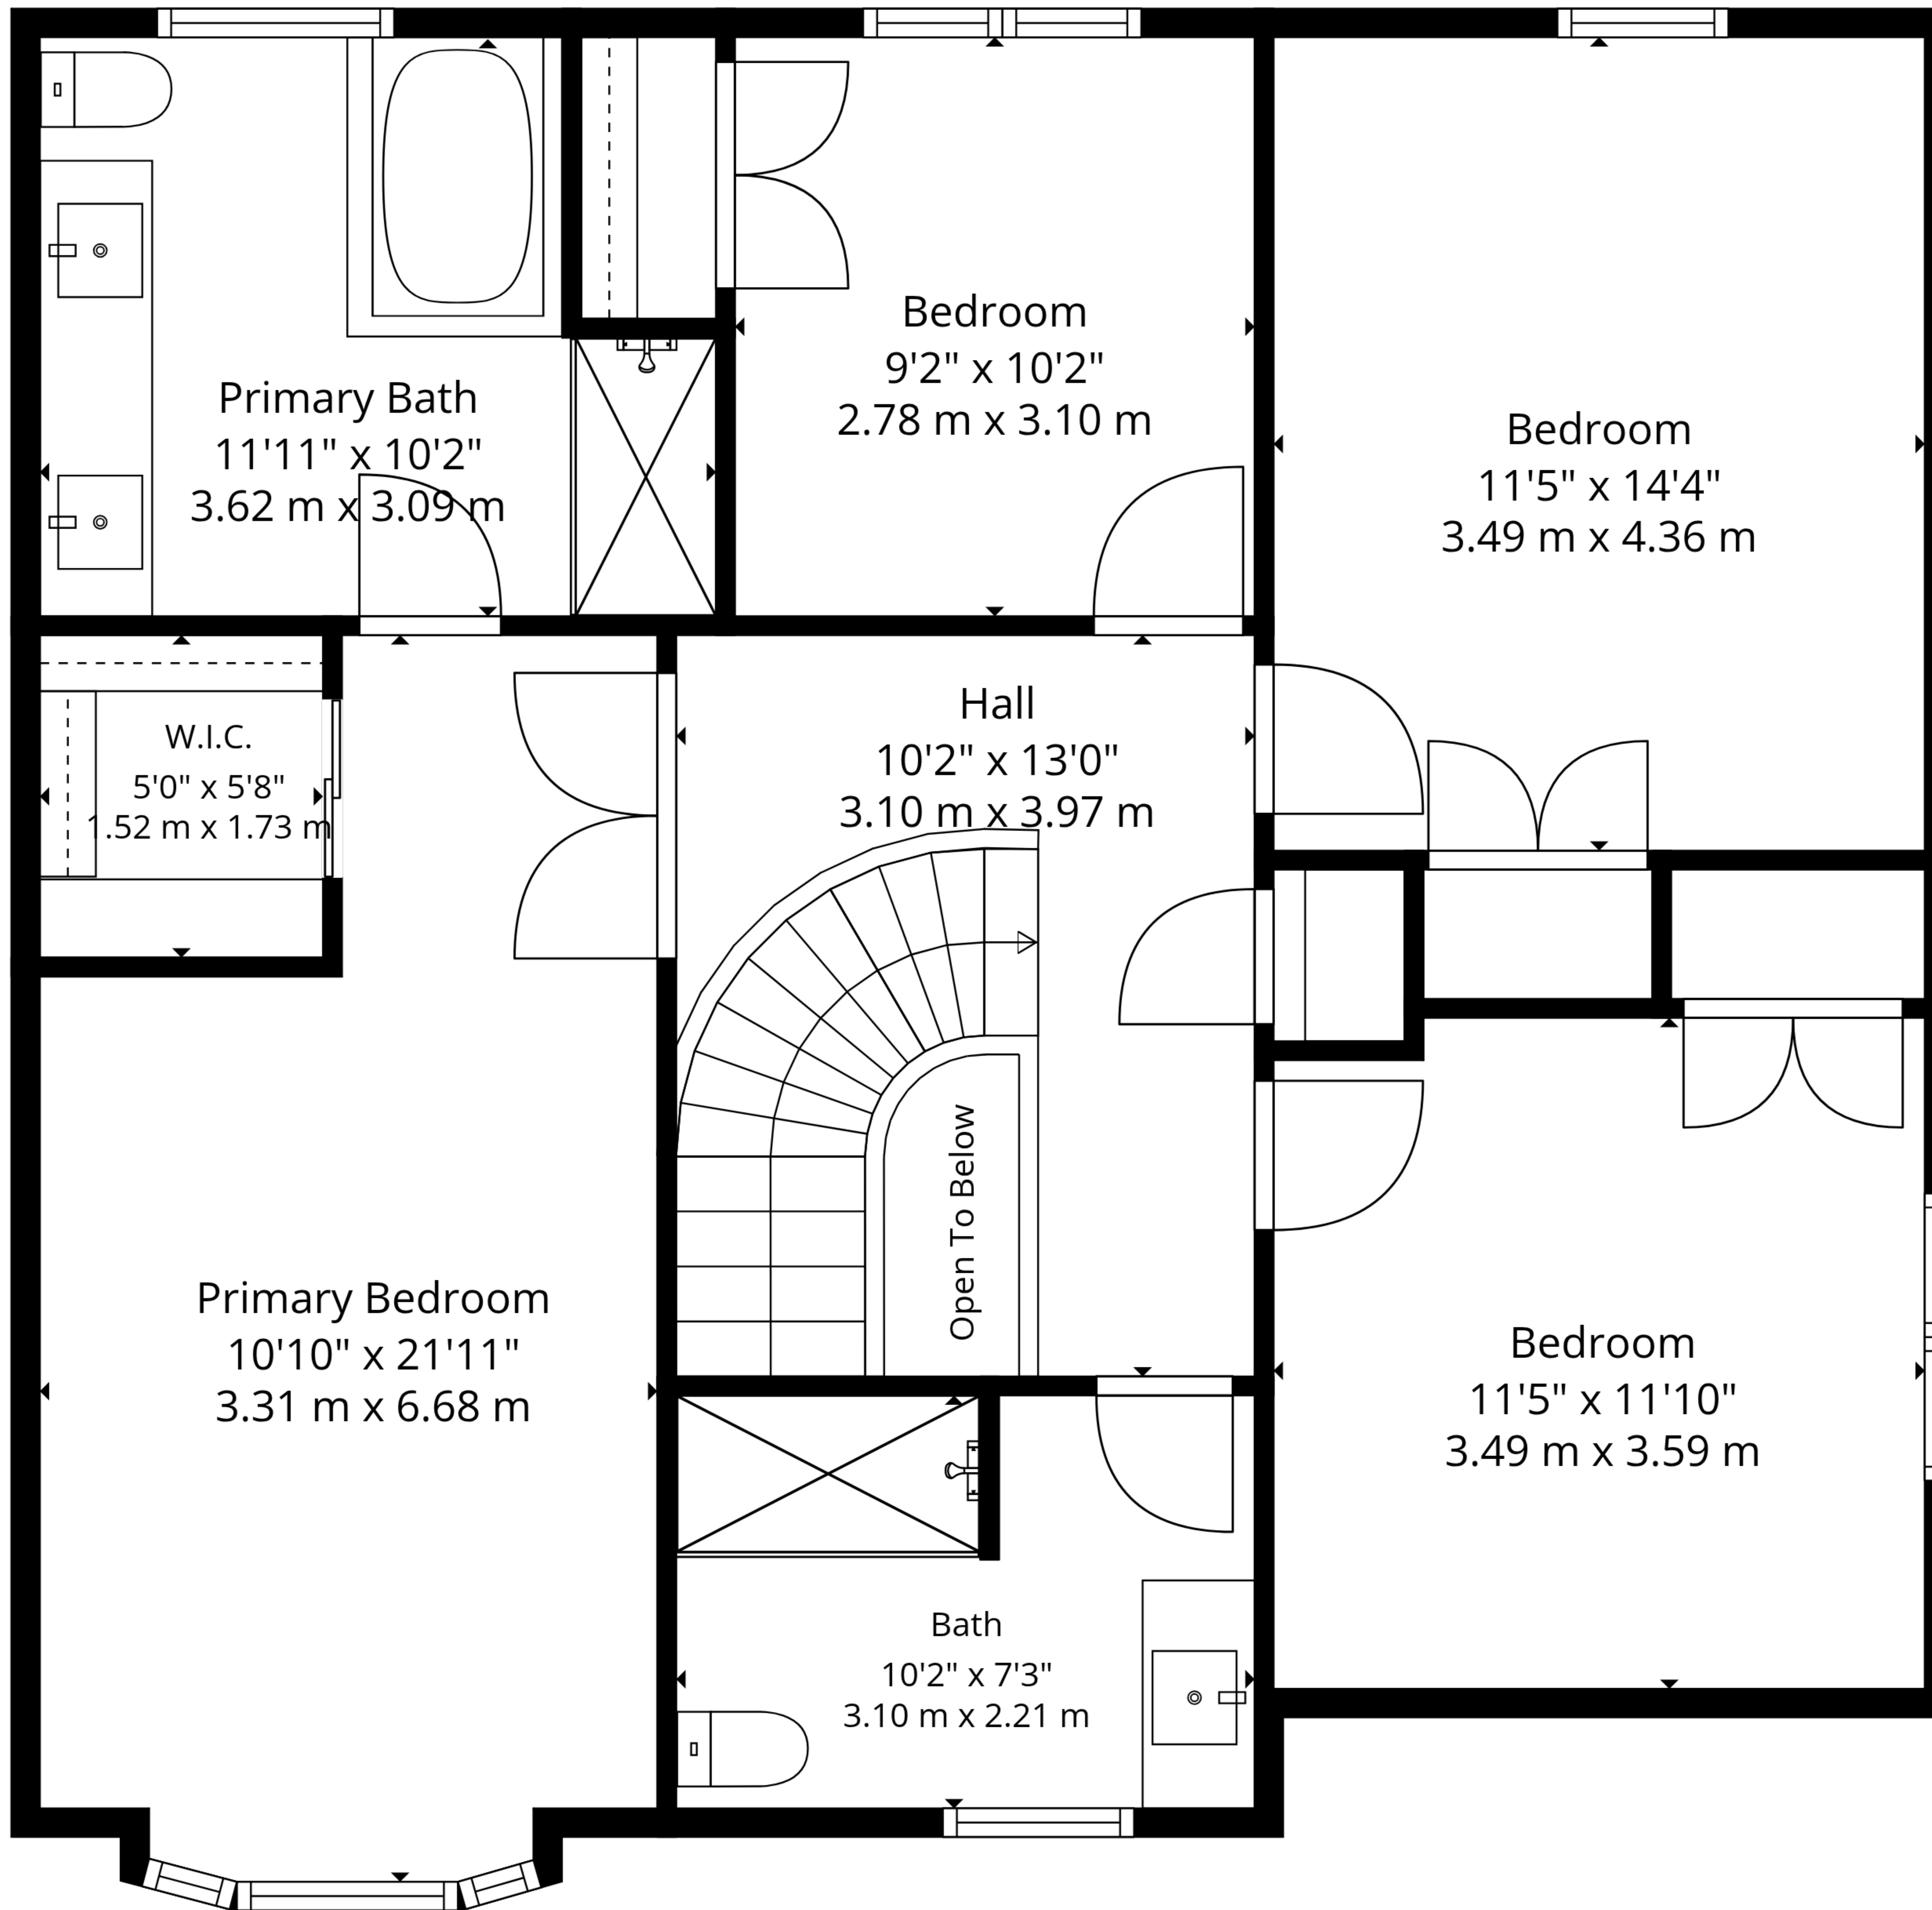 Primary Bath
11'11" x 10'2"
3.62 m x 3.09 m
Bedroom
9'2" x 10'2"
2.78 m x 3.10 m
Bedroom
11'5" x 14'4"
3.49 m x 4.36 m
W.I.C.
5'0" x 5'8"
1.52 m x 1.73 m
Hall
10'2" x 13'0"
3.10 m x 3.97 m
Open To Below
Primary Bedroom
10'10" x 21'11"
3.31 m x 6.68 m
Bedroom
11'5" x 11'10"
3.49 m x 3.59 m
Bath
10'2" x 7'3"
3.10 m x 2.21 m